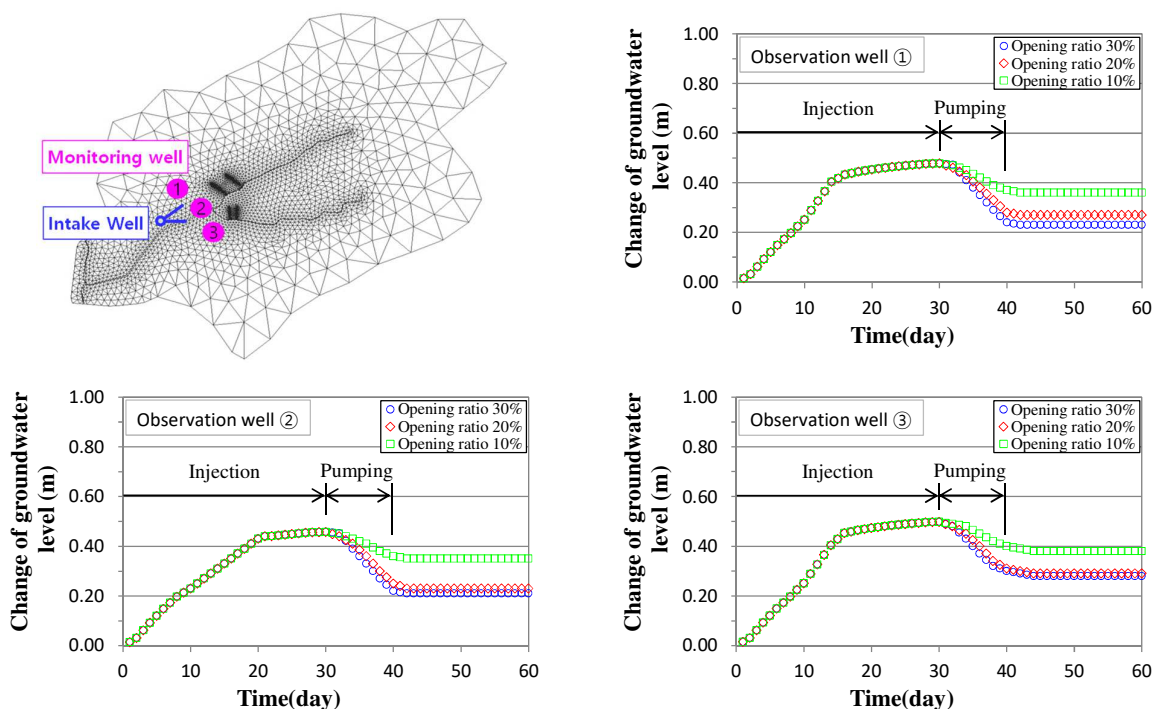 Monitoring well
1
2
Intake Well
3
Change of groundwater
level (m)
1.00
0.80
0.60
0.40
0.20
0.00
Observation well ①
Opening ratio 30%
Opening ratio 20%
Opening ratio 10%
Injection
Pumping
0 10 20 30 40 50 60
Time(day)
Change of groundwater
level (m)
1.00
0.80
0.60
0.40
0.20
0.00
Observation well ②
Opening ratio 30%
Opening ratio 20%
Opening ratio 10%
Injection
Pumping
0 10 20 30 40 50 60
Time(day)
Change of groundwater
level (m)
1.00
0.80
0.60
0.40
0.20
0.00
Observation well ③
Opening ratio 30%
Opening ratio 20%
Opening ratio 10%
Injection
Pumping
0 10 20 30 40 50 60
Time(day)